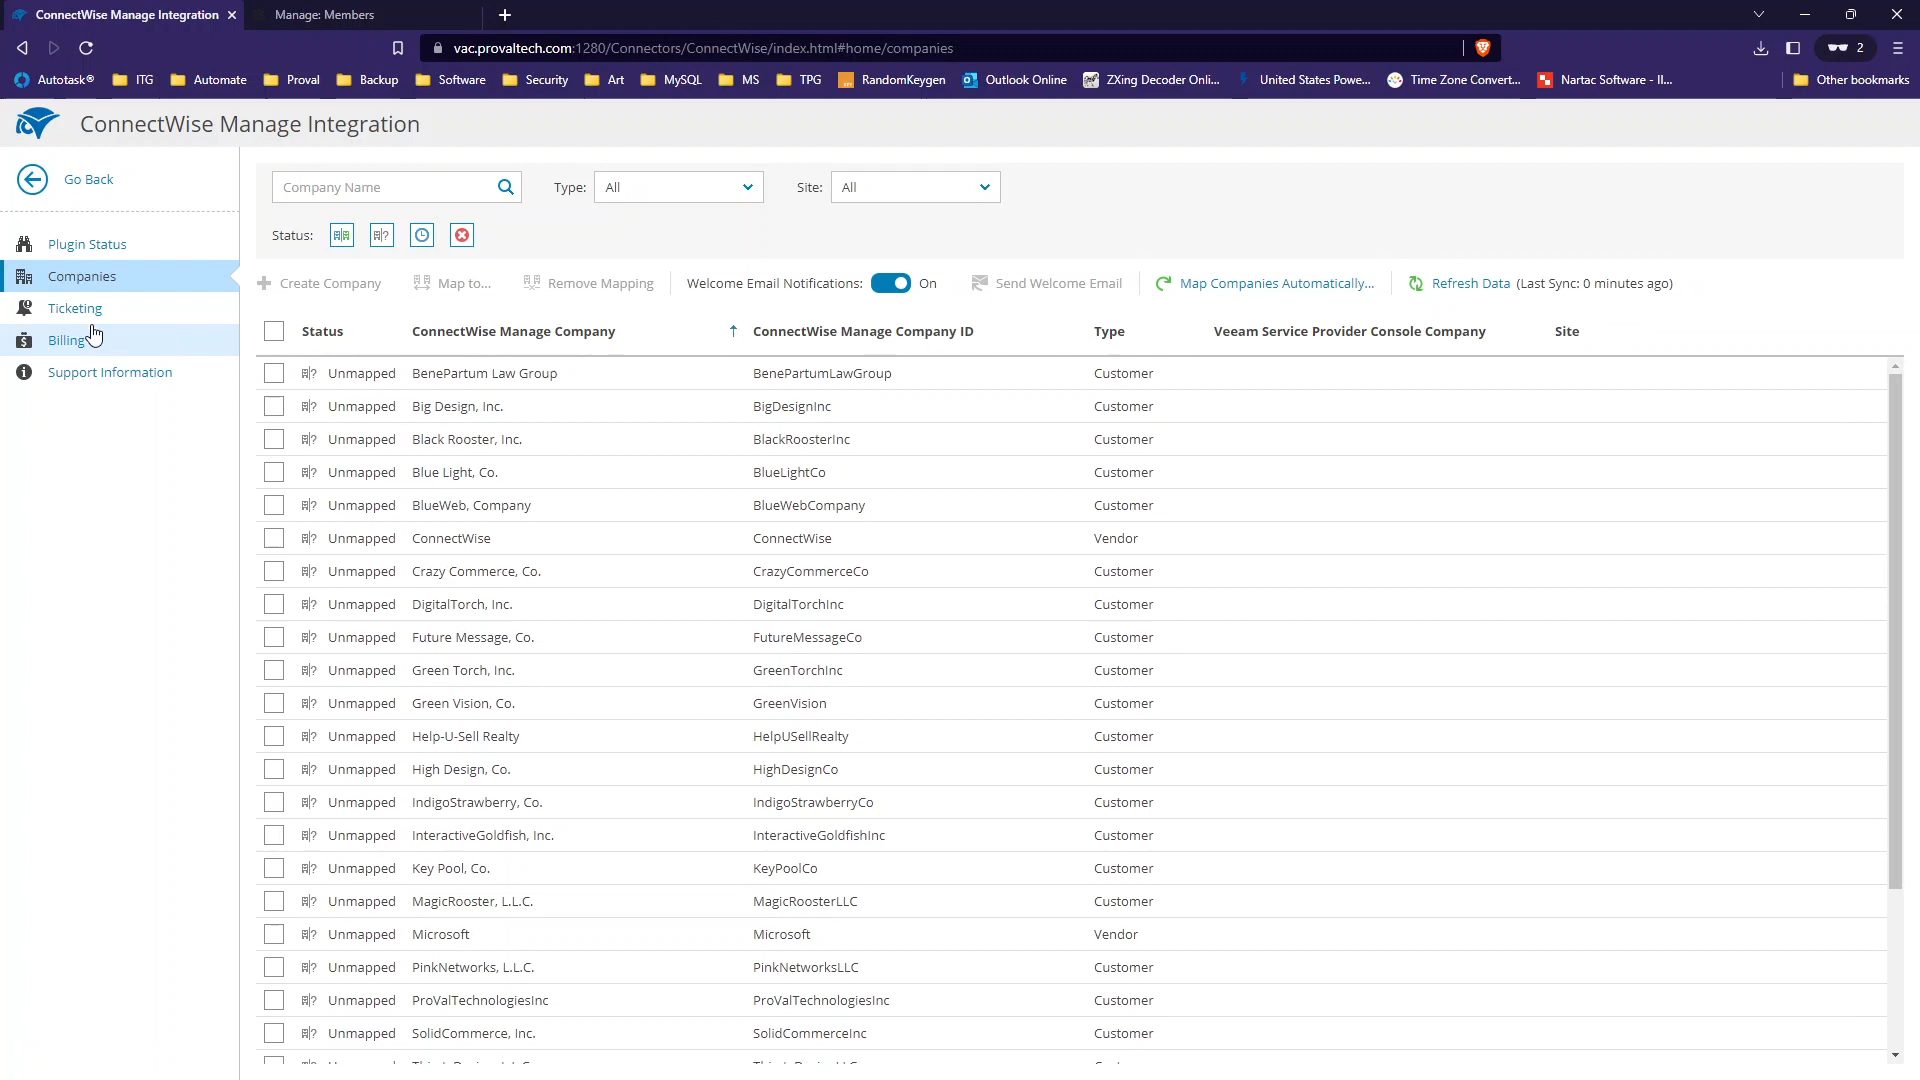 ConnectWise Manage Integration
Manage: Members
vac.provaltech.com:1280/Connectors/ConnectWise/index.html#home/companies
2
Autotask® ITG Automate Proval Backup Software Security Art MySQL MS TPG RandomKeygen Outlook Online ZXing Decoder Onli... United States Powe... Time Zone Convert... Nartac Software - II... Other bookmarks
ConnectWise Manage Integration
Go Back
Plugin Status
Companies
Ticketing
Billing
Support Information
Company Name Type: All Site: All
Status:
Create Company Map to... Remove Mapping Welcome Email Notifications: On Send Welcome Email Map Companies Automatically... Refresh Data (Last Sync: 0 minutes ago)
Status ConnectWise Manage Company ConnectWise Manage Company ID Type Veeam Service Provider Console Company Site
Unmapped BenePartum Law Group BenePartumLawGroup Customer
Unmapped Big Design, Inc. BigDesignInc Customer
Unmapped Black Rooster, Inc. BlackRoosterInc Customer
Unmapped Blue Light, Co. BlueLightCo Customer
Unmapped BlueWeb, Company BlueWebCompany Customer
Unmapped ConnectWise ConnectWise Vendor
Unmapped Crazy Commerce, Co. CrazyCommerceCo Customer
Unmapped DigitalTorch, Inc. DigitalTorchInc Customer
Unmapped Future Message, Co. FutureMessageCo Customer
Unmapped Green Torch, Inc. GreenTorchInc Customer
Unmapped Green Vision, Co. GreenVision Customer
Unmapped Help-U-Sell Realty HelpUSellRealty Customer
Unmapped High Design, Co. HighDesignCo Customer
Unmapped IndigoStrawberry, Co. IndigoStrawberryCo Customer
Unmapped InteractiveGoldfish, Inc. InteractiveGoldfishInc Customer
Unmapped Key Pool, Co. KeyPoolCo Customer
Unmapped MagicRooster, L.L.C. MagicRoosterLLC Customer
Unmapped Microsoft Microsoft Vendor
Unmapped PinkNetworks, L.L.C. PinkNetworksLLC Customer
Unmapped ProValTechnologiesInc ProValTechnologiesInc Customer
Unmapped SolidCommerce, Inc. SolidCommerceInc Customer